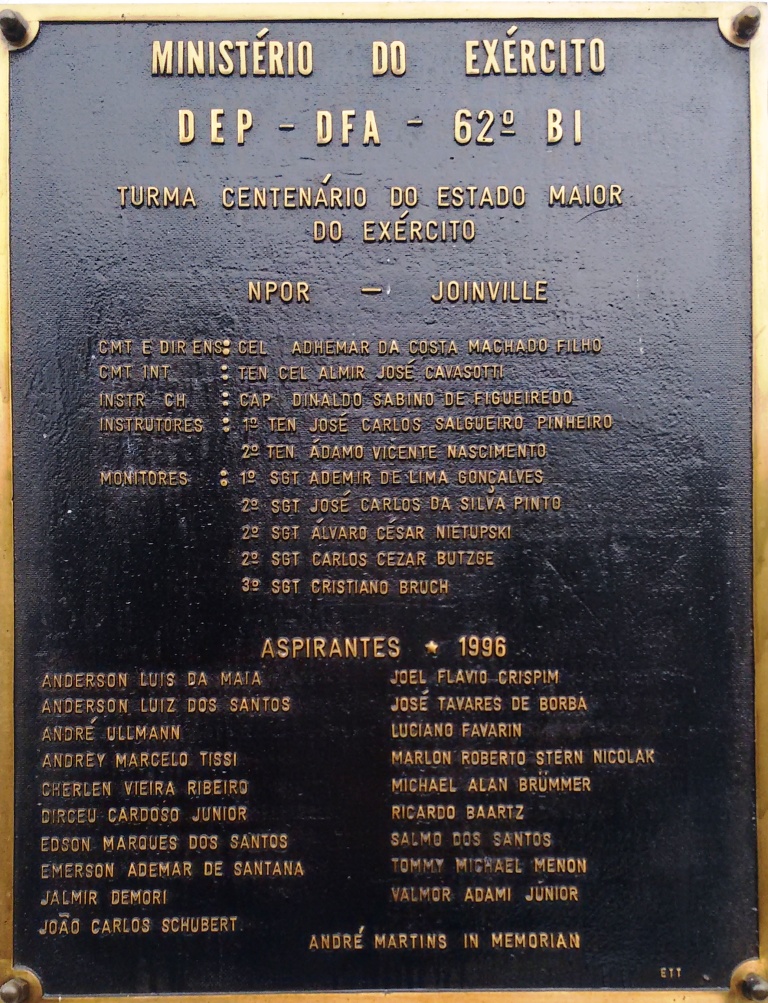 MINISTÉRIO DO EXÉRCITO
DEP - DFA - 62º BI
TURMA CENTENÁRIO DO ESTADO MAIOR
DO EXÉRCITO
NPOR — JOINVILLE
CMT E DIR ENS: CEL ADHEMAR DA COSTA MACHADO FILHO
CMT INT : TEN CEL ALMIR JOSÉ CAVASOTTI
INSTR CH : CAP DINALDO SABINO DE FIGUEIREDO
INSTRUTORES : 1º TEN JOSÉ CARLOS SALGUEIRO PINHEIRO
2º TEN ÁDAMO VICENTE NASCIMENTO
MONITORES : 1º SGT ADEMIR DE LIMA GONÇALVES
2º SGT JOSÉ CARLOS DA SILVA PINTO
2º SGT ÁLVARO CÉSAR NIETUPSKI
2º SGT CARLOS CEZAR BUTZGE
3º SGT CRISTIANO BRUCH
ASPIRANTES ★ 1996
ANDERSON LUIS DA MAIA
ANDERSON LUIZ DOS SANTOS
ANDRÉ ULLMANN
ANDREY MARCELO TISSI
CHERLEN VIEIRA RIBEIRO
DIRCEU CARDOSO JUNIOR
EDSON MARQUES DOS SANTOS
EMERSON ADEMAR DE SANTANA
JALMIR DEMORI
JOÃO CARLOS SCHUBERT
JOEL FLAVIO CRISPIM
JOSÉ TAVARES DE BORBA
LUCIANO FAVARIN
MARLON ROBERTO STERN NICOLAK
MICHAEL ALAN BRÜMMER
RICARDO BAARTZ
SALMO DOS SANTOS
TOMMY MICHAEL MENON
VALMOR ADAMI JÚNIOR
ANDRÉ MARTINS IN MEMORIAN
ETT